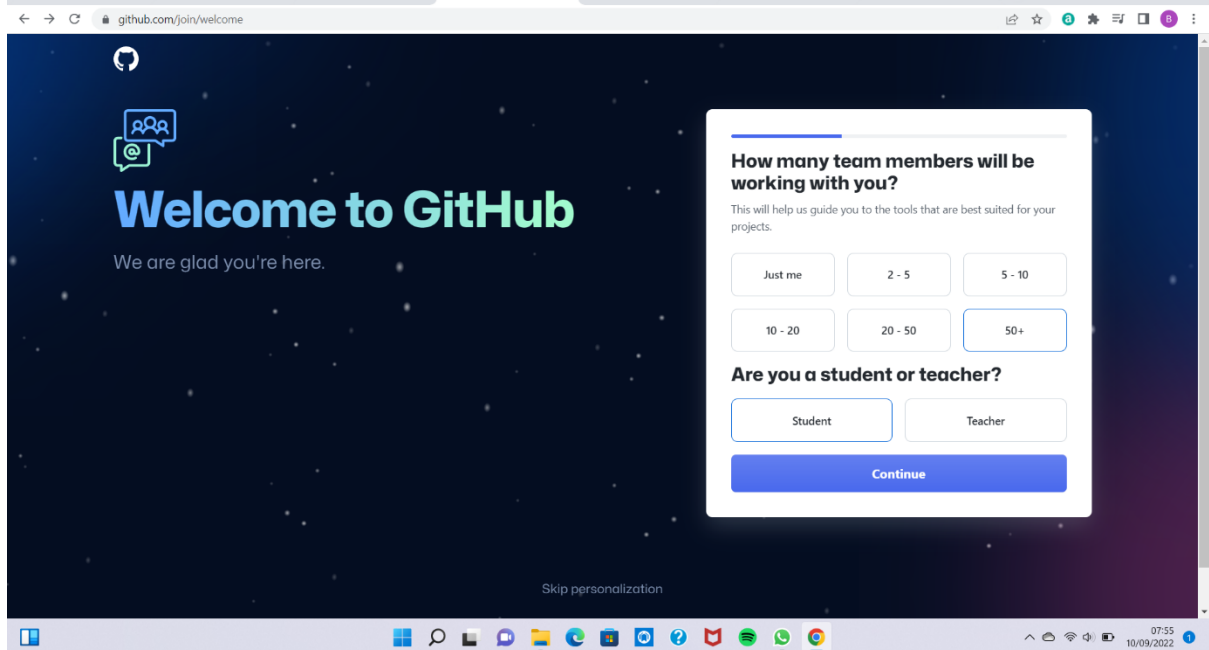 github.com/join/welcome
a
B
@
Welcome to GitHub
We are glad you're here.
How many team members will be
working with you?
This will help us guide you to the tools that are best suited for your
projects.
Just me
2 - 5
5 - 10
10 - 20
20 - 50
50+
Are you a student or teacher?
Student
Teacher
Continue
Skip personalization
?
07:55
10/09/2022
1